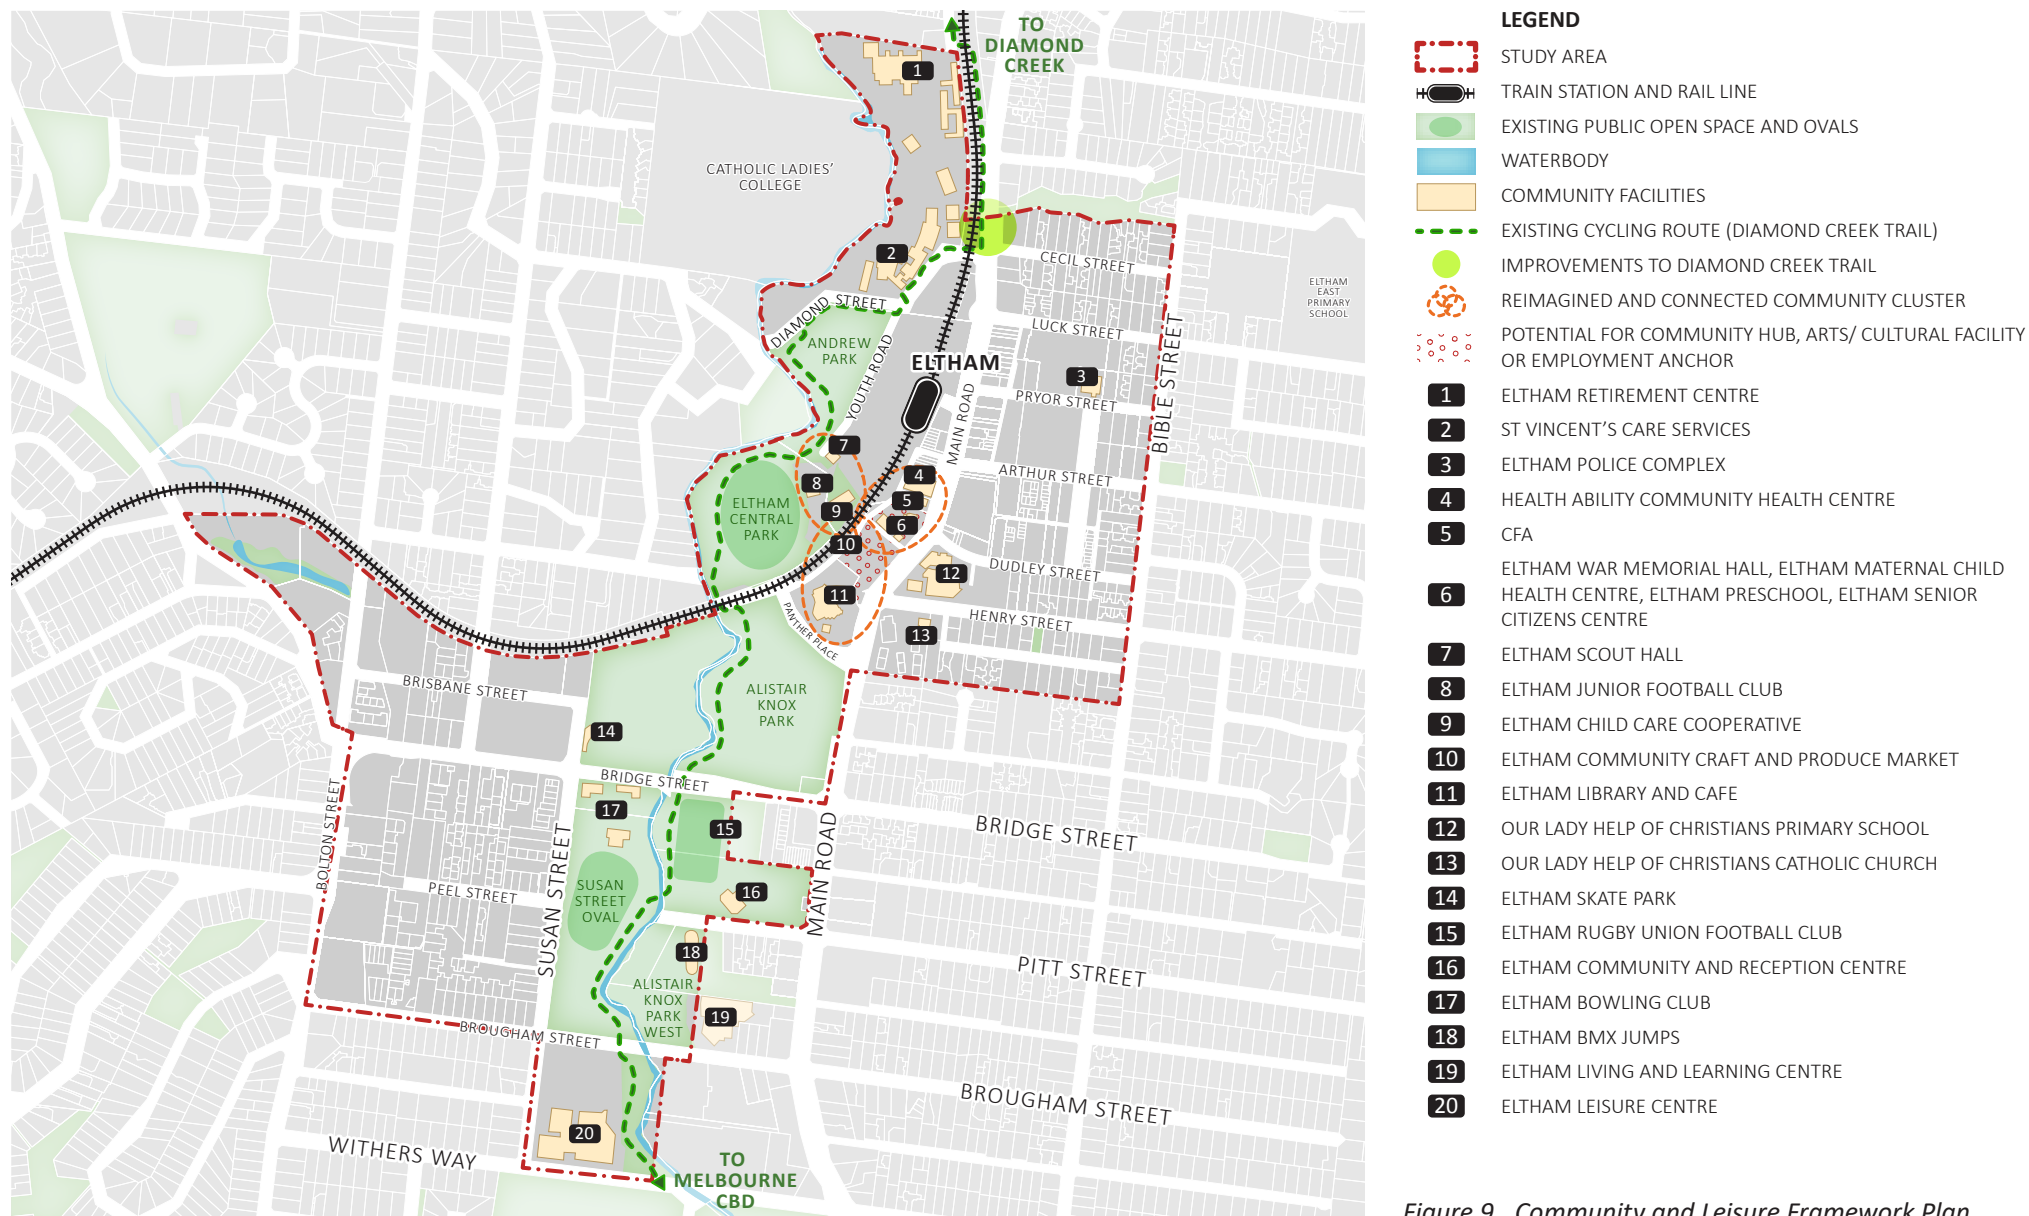 TO
DIAMOND
CREEK
1
CATHOLIC LADIES'
COLLEGE
2
CECIL STREET
ELTHAM
EAST
PRIMARY
SCHOOL
DIAMOND STREET
LUCK STREET
ANDREW
PARK
YOUTH ROAD
ELTHAM
3
PRYOR STREET
MAIN ROAD
BIBLE STREET
7
4
ARTHUR STREET
8
5
ELTHAM
CENTRAL
PARK
9
6
10
DUDLEY STREET
12
11
PANTHER PLACE
HENRY STREET
13
BRISBANE STREET
ALISTAIR
KNOX
PARK
14
BRIDGE STREET
17
15
BRIDGE STREET
BOLTON STREET
SUSAN STREET
MAIN ROAD
PEEL STREET
SUSAN
STREET
OVAL
16
18
PITT STREET
ALISTAIR
KNOX
PARK
WEST
19
BROUGHAM STREET
BROUGHAM STREET
20
WITHERS WAY
TO
MELBOURNE
CBD
LEGEND
STUDY AREA
TRAIN STATION AND RAIL LINE
EXISTING PUBLIC OPEN SPACE AND OVALS
WATERBODY
COMMUNITY FACILITIES
EXISTING CYCLING ROUTE (DIAMOND CREEK TRAIL)
IMPROVEMENTS TO DIAMOND CREEK TRAIL
REIMAGINED AND CONNECTED COMMUNITY CLUSTER
POTENTIAL FOR COMMUNITY HUB, ARTS/ CULTURAL FACILITY
OR EMPLOYMENT ANCHOR
1 ELTHAM RETIREMENT CENTRE
2 ST VINCENT'S CARE SERVICES
3 ELTHAM POLICE COMPLEX
4 HEALTH ABILITY COMMUNITY HEALTH CENTRE
5 CFA
6 ELTHAM WAR MEMORIAL HALL, ELTHAM MATERNAL CHILD
HEALTH CENTRE, ELTHAM PRESCHOOL, ELTHAM SENIOR
CITIZENS CENTRE
7 ELTHAM SCOUT HALL
8 ELTHAM JUNIOR FOOTBALL CLUB
9 ELTHAM CHILD CARE COOPERATIVE
10 ELTHAM COMMUNITY CRAFT AND PRODUCE MARKET
11 ELTHAM LIBRARY AND CAFE
12 OUR LADY HELP OF CHRISTIANS PRIMARY SCHOOL
13 OUR LADY HELP OF CHRISTIANS CATHOLIC CHURCH
14 ELTHAM SKATE PARK
15 ELTHAM RUGBY UNION FOOTBALL CLUB
16 ELTHAM COMMUNITY AND RECEPTION CENTRE
17 ELTHAM BOWLING CLUB
18 ELTHAM BMX JUMPS
19 ELTHAM LIVING AND LEARNING CENTRE
20 ELTHAM LEISURE CENTRE
Figure 9 Community and Leisure Framework Plan